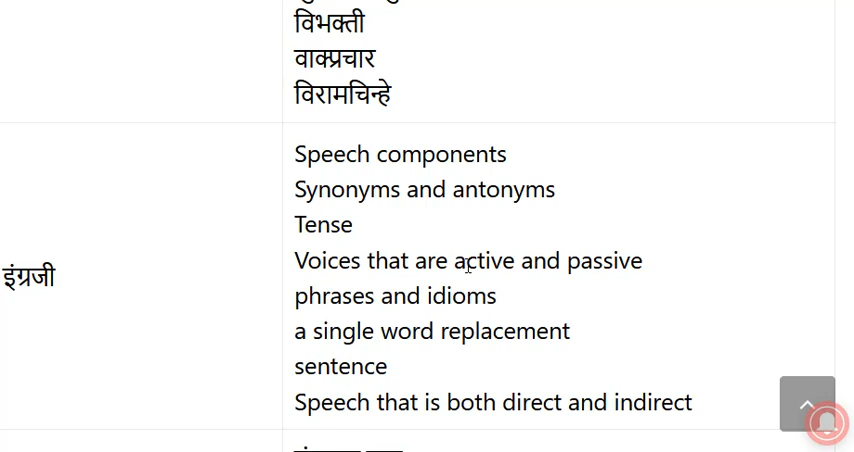 विभक्ती
वाक्प्रचार
विरामचिन्हे
Speech components
Synonyms and antonyms
Tense
इंग्रजी
Voices that are active and passive
phrases and idioms
a single word replacement
sentence
Speech that is both direct and indirect